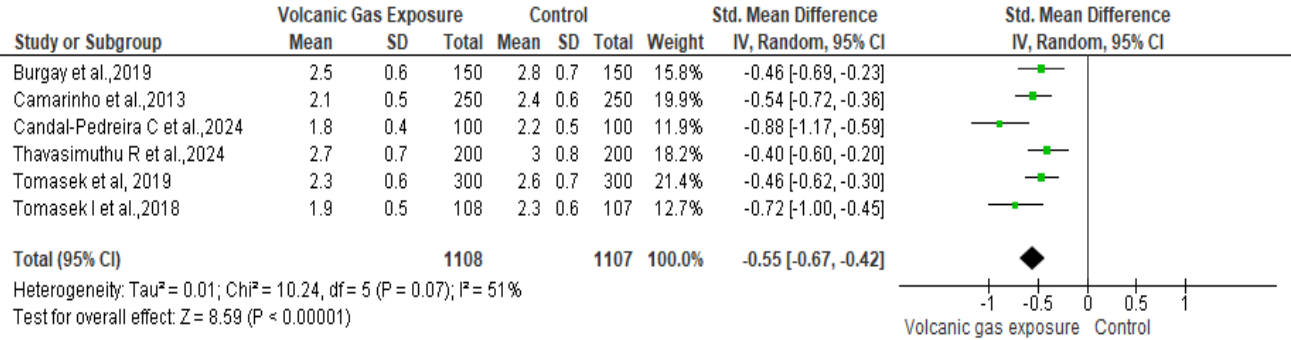 Volcanic Gas Exposure Control Std. Mean Difference Std. Mean Difference
Study or Subgroup Mean SD Total Mean SD Total Weight IV, Random, 95% CI IV, Random, 95% CI
Burgay et al.,2019 2.5 0.6 150 2.8 0.7 150 15.8% -0.46 [-0.69, -0.23]
Camarinho et al.,2013 2.1 0.5 250 2.4 0.6 250 19.9% -0.54 [-0.72, -0.36]
Candal-Pedreira C et al.,2024 1.8 0.4 100 2.2 0.5 100 11.9% -0.88 [-1.17, -0.59]
Thavasimuthu R et al.,2024 2.7 0.7 200 3 0.8 200 18.2% -0.40 [-0.60, -0.20]
Tomasek et al, 2019 2.3 0.6 300 2.6 0.7 300 21.4% -0.46 [-0.62, -0.30]
Tomasek I et al.,2018 1.9 0.5 108 2.3 0.6 107 12.7% -0.72 [-1.00, -0.45]
Total (95% CI) 1108 1107 100.0% -0.55 [-0.67, -0.42]
Heterogeneity: Tau² = 0.01; Chi² = 10.24, df = 5 (P = 0.07); I² = 51%
Test for overall effect: Z = 8.59 (P < 0.00001)
-1 -0.5 0 0.5 1
Volcanic gas exposure Control